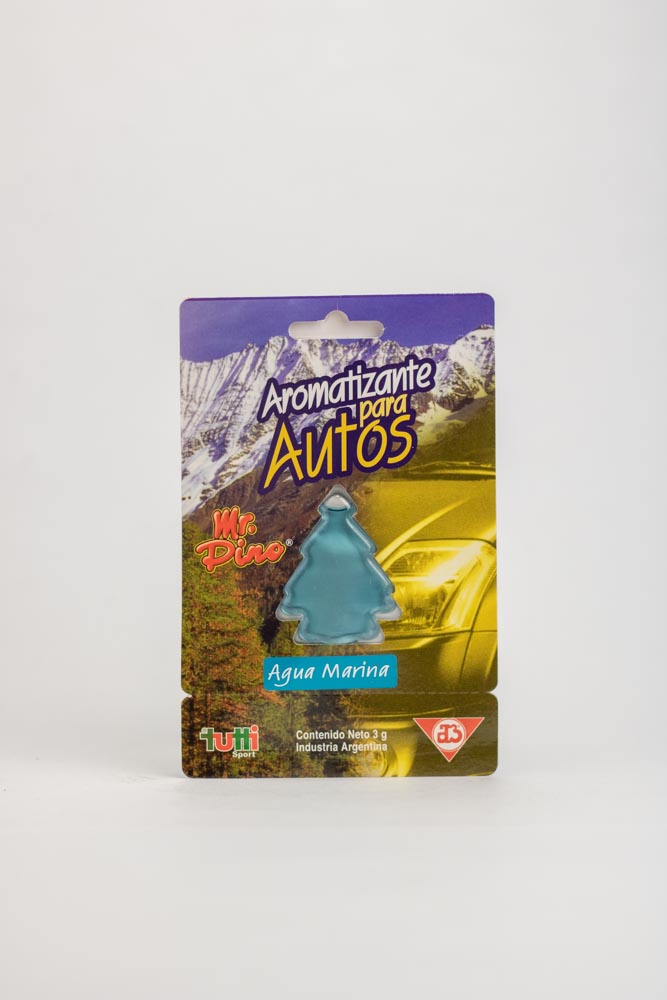 Aromatizante
para
Autos
Mr.
Pino®
Agua Marina
tutti
Sport
Contenido Neto 3 g
Industria Argentina